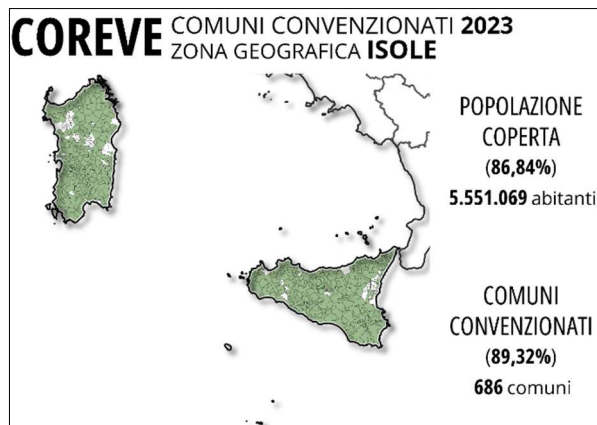 COREVE COMUNI CONVENZIONATI 2023
ZONA GEOGRAFICA ISOLE
POPOLAZIONE
COPERTA
(86,84%)
5.551.069 abitanti
COMUNI
CONVENZIONATI
(89,32%)
686 comuni